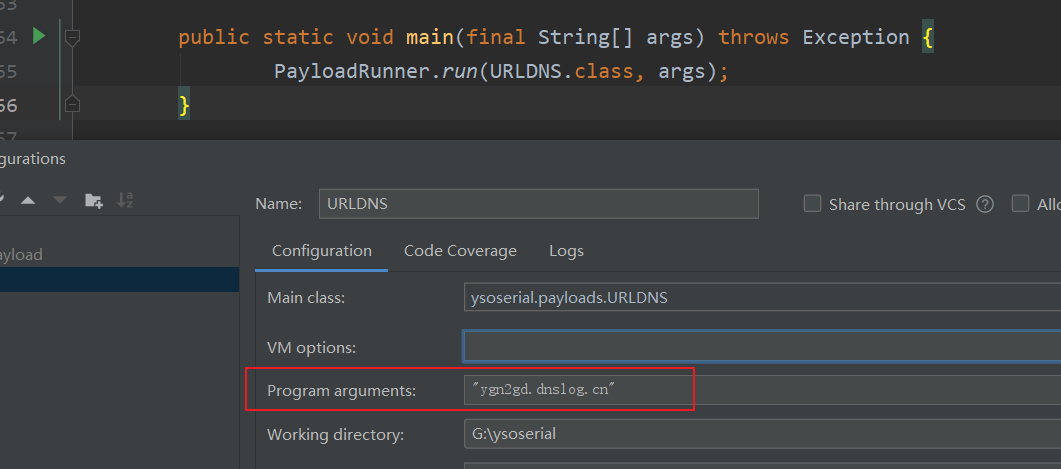 53
54 public static void main(final String[] args) throws Exception {
55 PayloadRunner.run(URLDNS.class, args);
56 }
57
gurations
Name: URLDNS Share through VCS ? Allo
ayload
Configuration Code Coverage Logs
Main class: ysoserial.payloads.URLDNS
VM options:
Program arguments: "ygn2gd.dnslog.cn"
Working directory: G:\ysoserial